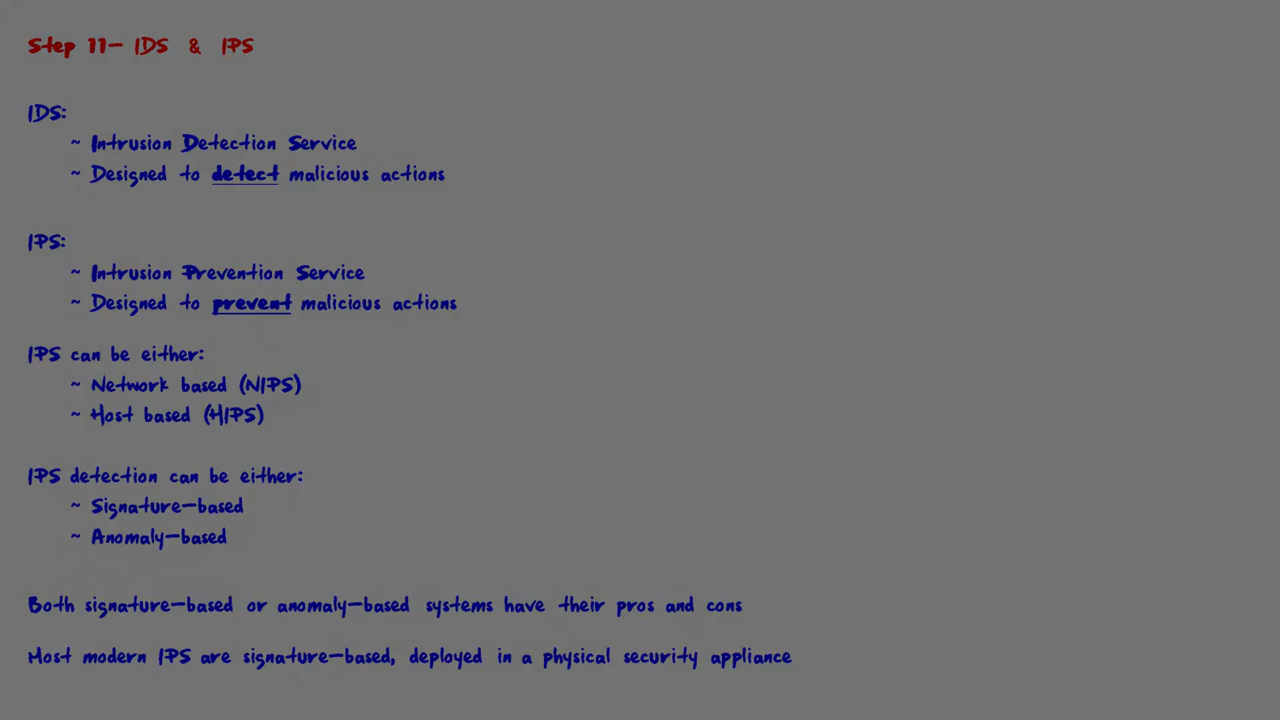 Step 11- IDS & IPS
IDS:
~ Intrusion Detection Service
~ Designed to detect malicious actions
IPS:
~ Intrusion Prevention Service
~ Designed to prevent malicious actions
IPS can be either:
~ Network based (NIPS)
~ Host based (HIPS)
IPS detection can be either:
~ Signature-based
~ Anomaly-based
Both signature-based or anomaly-based systems have their pros and cons
Most modern IPS are signature-based, deployed in a physical security appliance